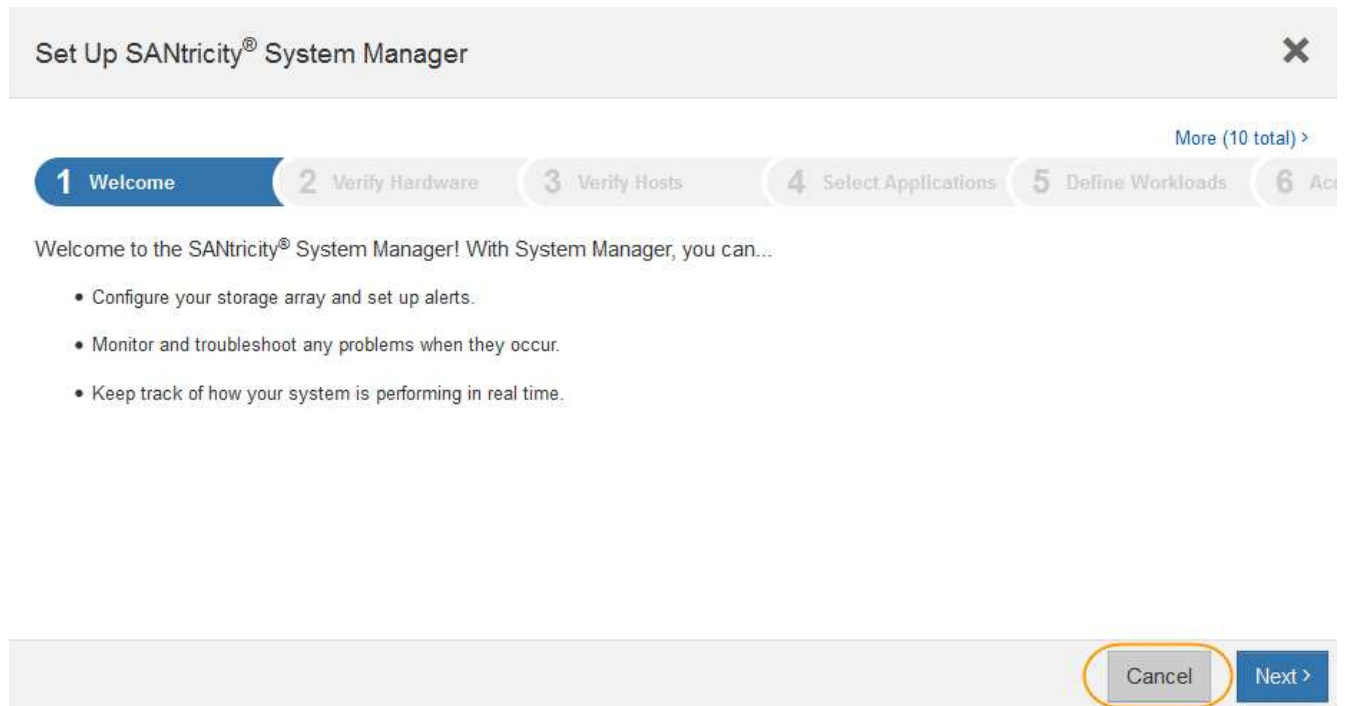 Set Up SANtricity® System Manager
More (10 total) >
1 Welcome 2 Verify Hardware 3 Verify Hosts 4 Select Applications 5 Define Workloads 6 Acc
Welcome to the SANtricity® System Manager! With System Manager, you can...
• Configure your storage array and set up alerts.
• Monitor and troubleshoot any problems when they occur.
• Keep track of how your system is performing in real time.
Cancel Next >